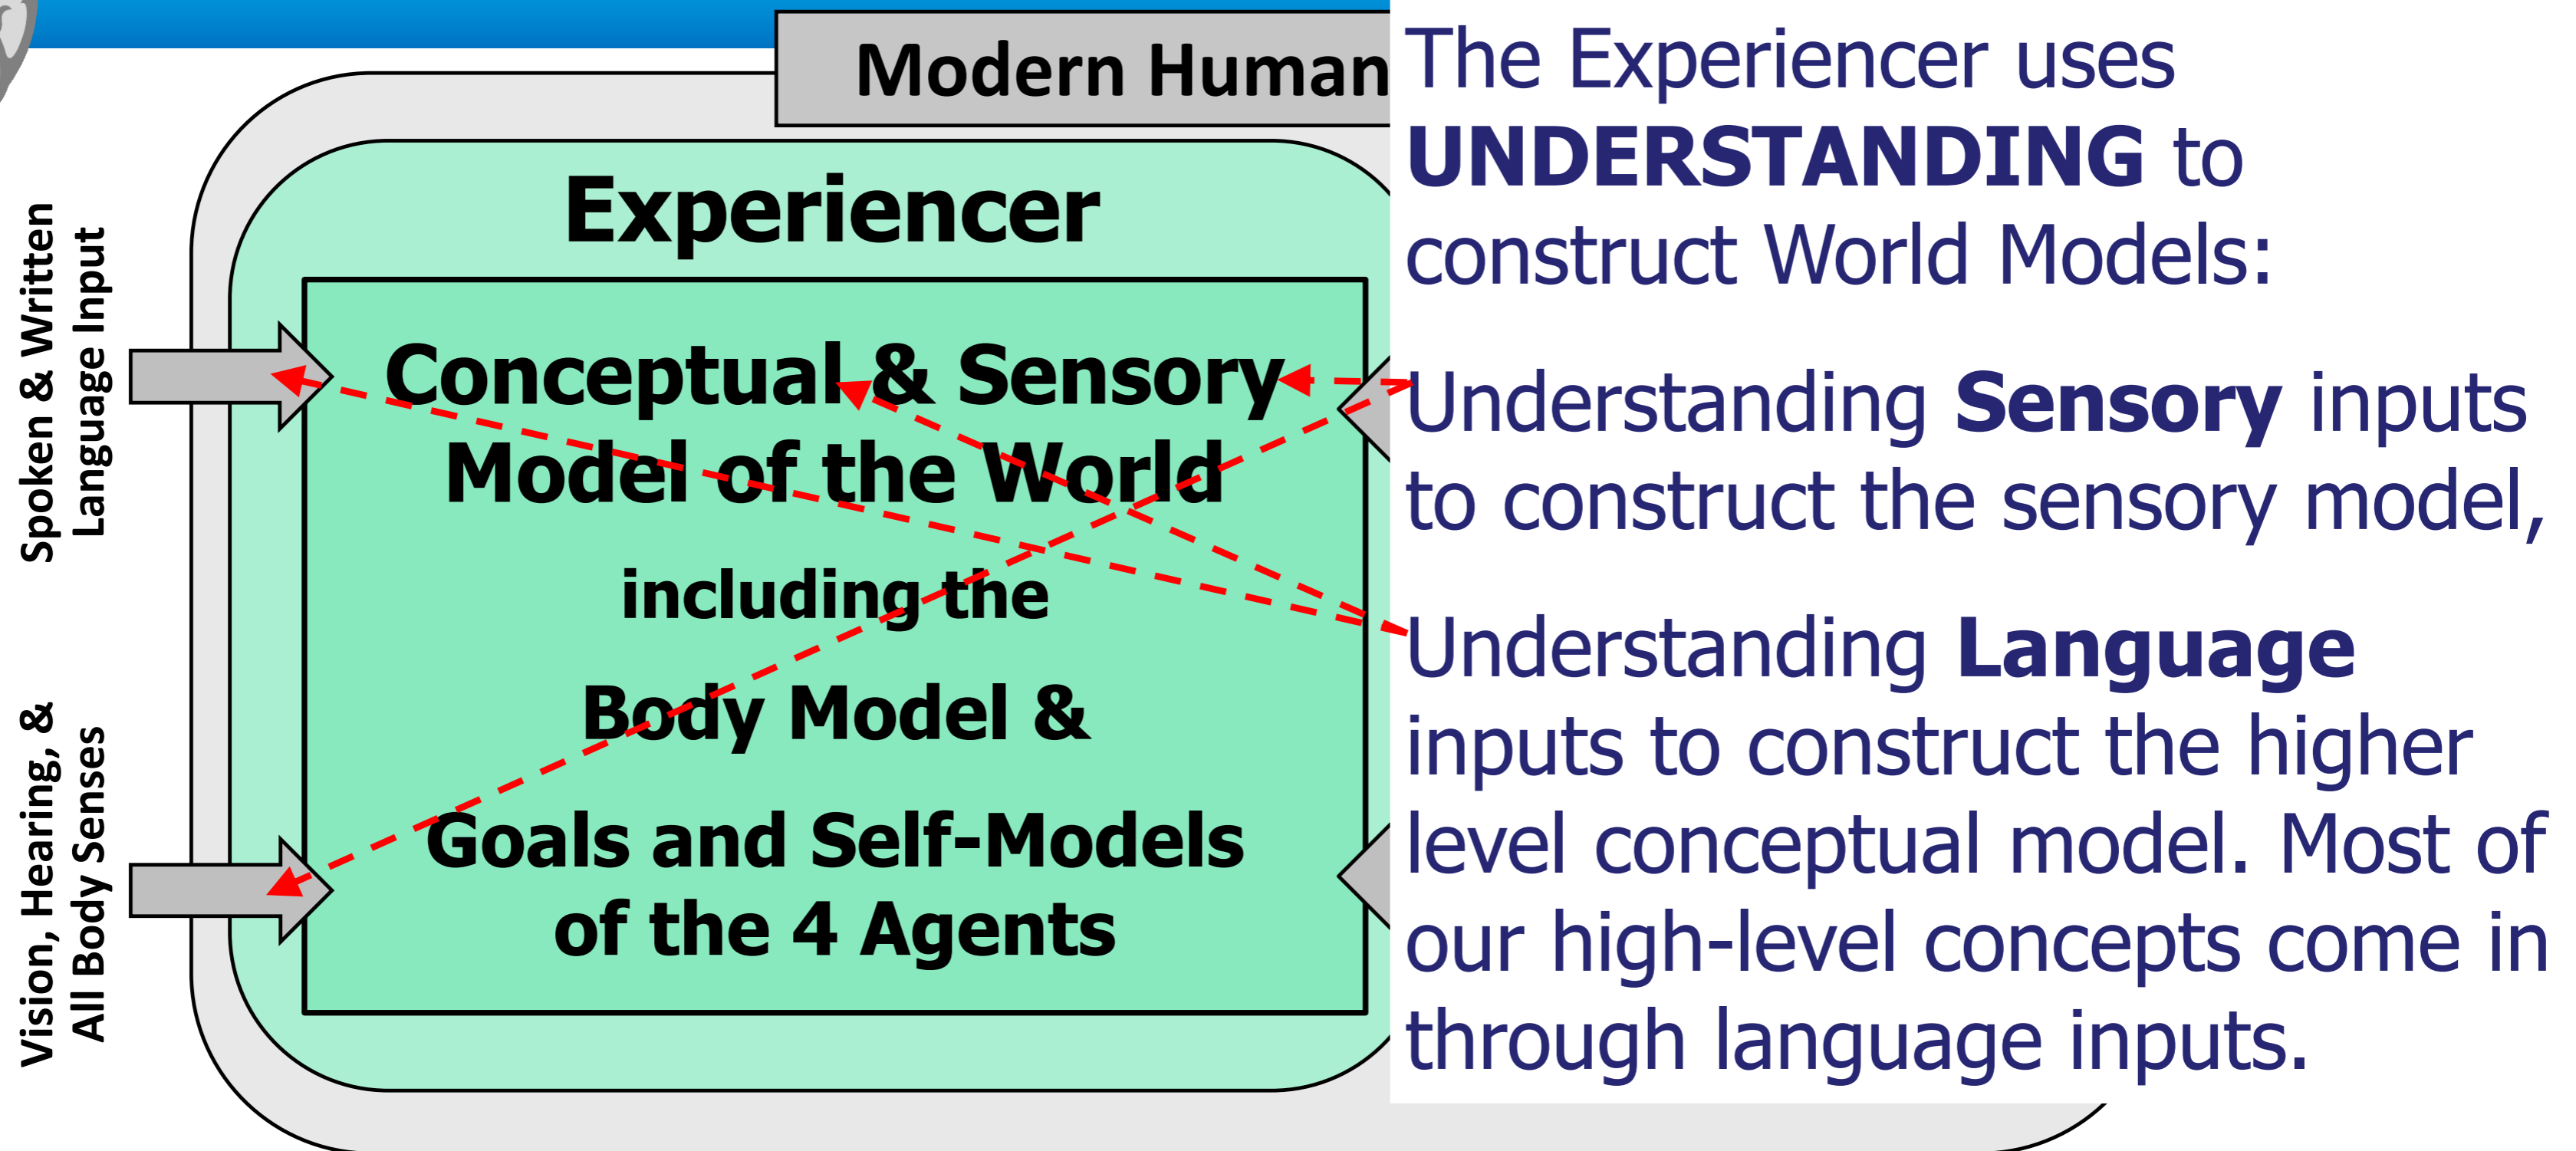 Modern Human
Experiencer
Spoken & Written
Language Input
Conceptual & Sensory
Model of the World
including the
Body Model &
Goals and Self-Models
of the 4 Agents
Vision, Hearing, &
All Body Senses
The Experiencer uses
UNDERSTANDING to
construct World Models:
Understanding Sensory inputs
to construct the sensory model,
Understanding Language
inputs to construct the higher
level conceptual model. Most of
our high-level concepts come in
through language inputs.